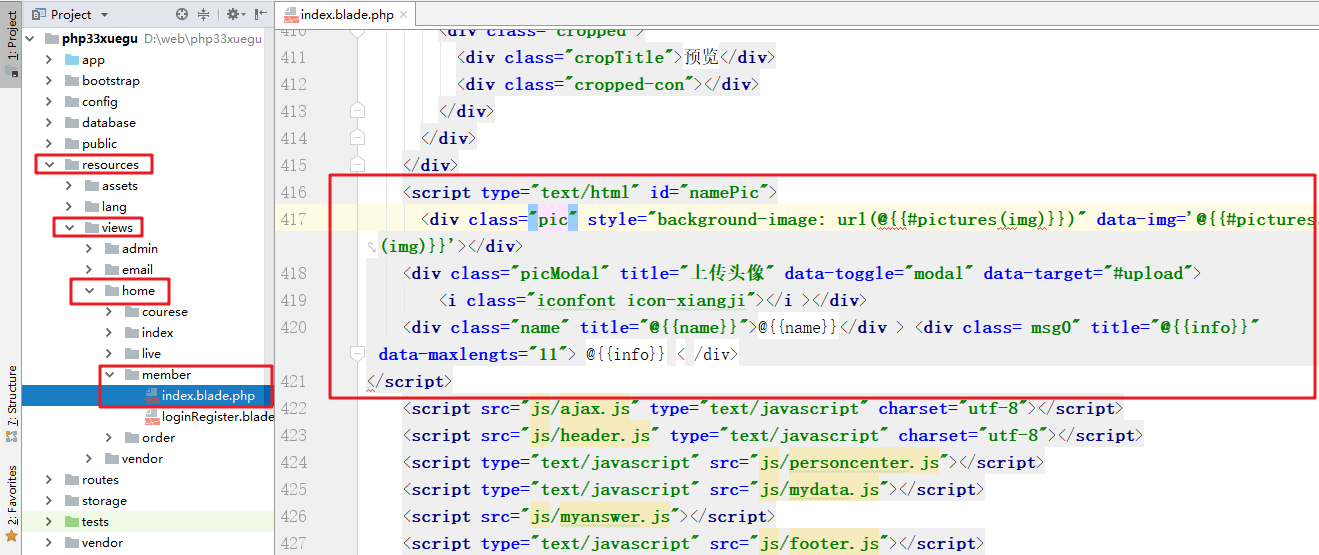 1: Project
7: Structure
2: Favorites
Project
php33xuegu D:\web\php33xuegu
app
bootstrap
config
database
public
resources
assets
lang
views
admin
email
home
courese
index
live
member
index.blade.php
loginRegister.blade
order
vendor
routes
storage
tests
vendor
index.blade.php
410 <div class="cropped">
411 <div class="cropTitle">预览</div>
412 <div class="cropped-con"></div>
413 </div>
414 </div>
415 </div>
416 <script type="text/html" id="namePic">
417 <div class="pic" style="background-image: url(@{{#pictures(img)}})" data-img='@{{#pictures
(img)}}'></div>
418 <div class="picModal" title="上传头像" data-toggle="modal" data-target="#upload">
419 <i class="iconfont icon-xiangji"></i ></div>
420 <div class="name" title="@{{name}}">@{{name}}</div > <div class= msg0" title="@{{info}}"
data-maxlengts="11"> @{{info}} < /div>
421 </script>
422 <script src="js/ajax.js" type="text/javascript" charset="utf-8"></script>
423 <script src="js/header.js" type="text/javascript" charset="utf-8"></script>
424 <script type="text/javascript" src="js/personcenter.js"></script>
425 <script type="text/javascript" src="js/mydata.js"></script>
426 <script src="js/myanswer.js"></script>
427 <script type="text/javascript" src="js/footer.js"></script>